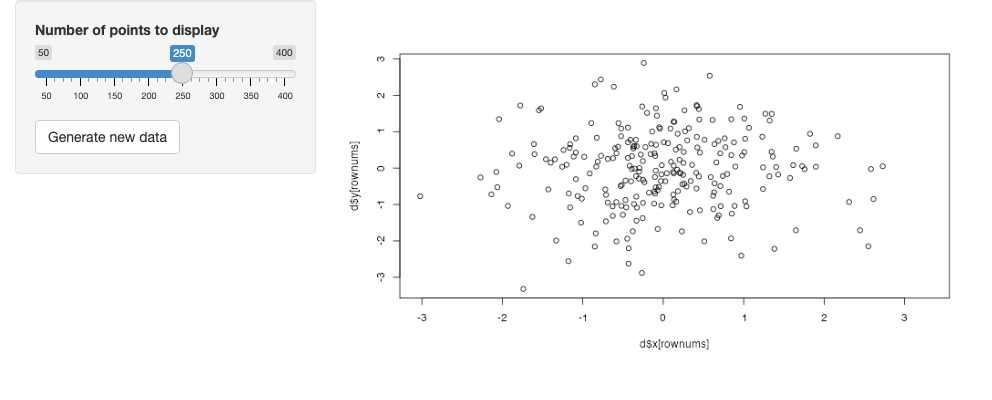 Number of points to display
50 250 400
50 100 150 200 250 300 350 400
Generate new data
d$y[rownums]
3
2
1
0
-1
-2
-3
-3 -2 -1 0 1 2 3
d$x[rownums]